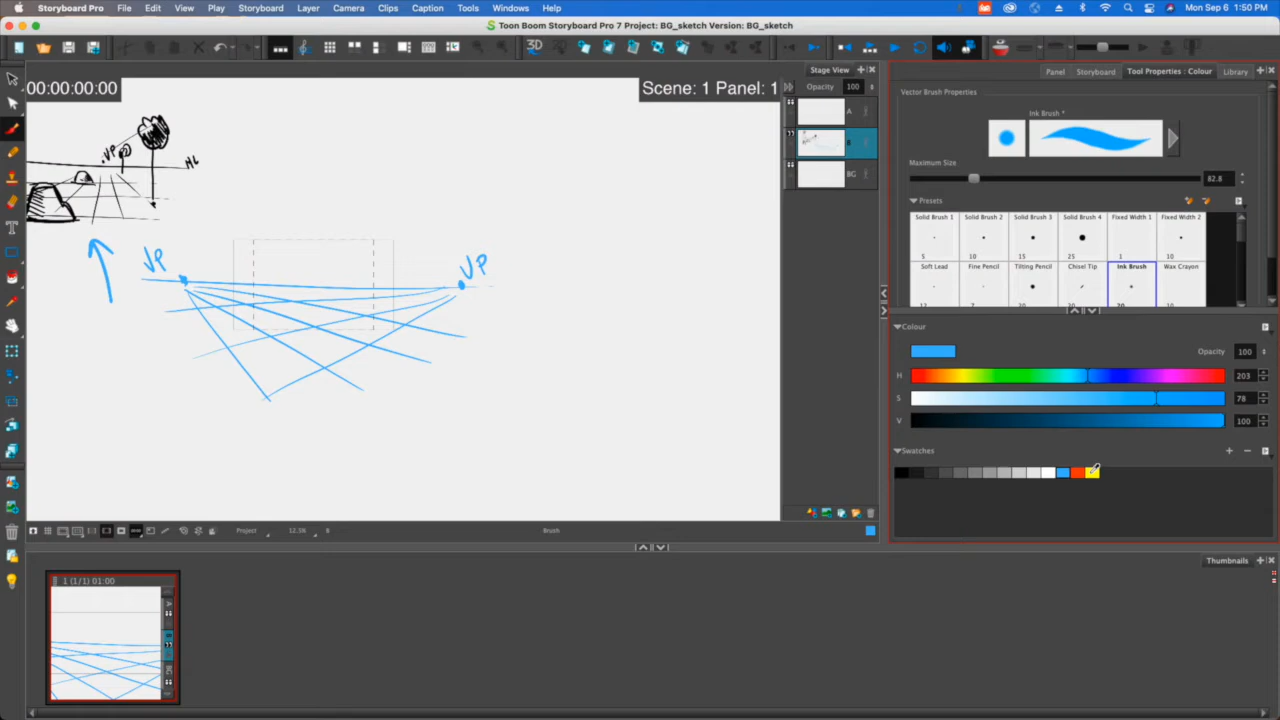 Storyboard Pro File Edit View Play Storyboard Layer Camera Clips Caption Tools Windows Help Mon Sep 6 1:50 PM
Toon Boom Storyboard Pro 7 Project: BG_sketch Version: BG_sketch
3D
Stage View Panel Storyboard Tool Properties : Colour Library
00:00:00:00 Scene: 1 Panel: 1
Opacity 100
Vector Brush Properties
A
B
BG
Ink Brush *
Maximum Size
82.8
Presets
Solid Brush 1 Solid Brush 2 Solid Brush 3 Solid Brush 4 Fixed Width 1 Fixed Width 2
5 10 15 25 1 10
Soft Lead Fine Pencil Tilting Pencil Chisel Tip Ink Brush Wax Crayon
VP HL
VP VP
Colour
Opacity 100
H 203
S 78
V 100
Swatches
Project 12.5% Brush
Thumbnails
1 (1/1) 01:00